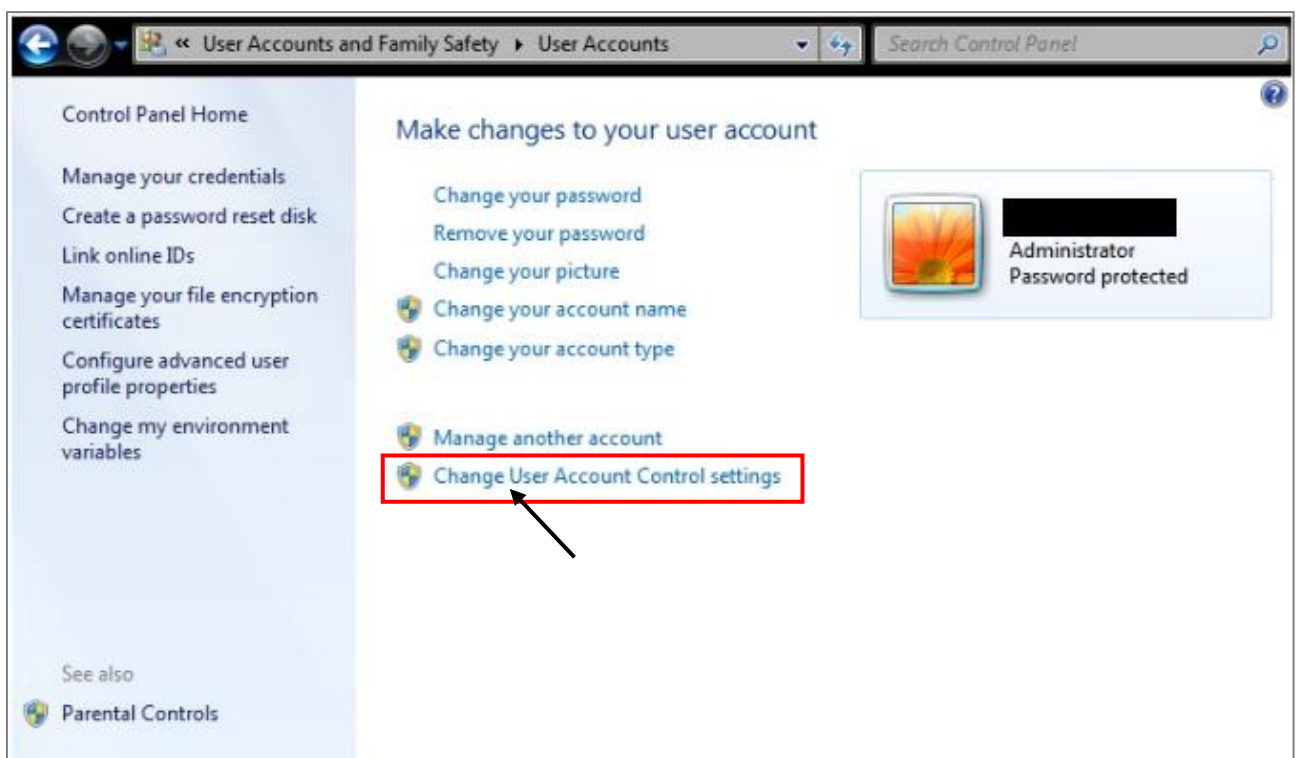 « User Accounts and Family Safety ▸ User Accounts
Search Control Panel
Control Panel Home
Manage your credentials
Create a password reset disk
Link online IDs
Manage your file encryption
certificates
Configure advanced user
profile properties
Change my environment
variables
See also
Parental Controls
Make changes to your user account
Change your password
Remove your password
Change your picture
Change your account name
Change your account type
Manage another account
Change User Account Control settings
Administrator
Password protected